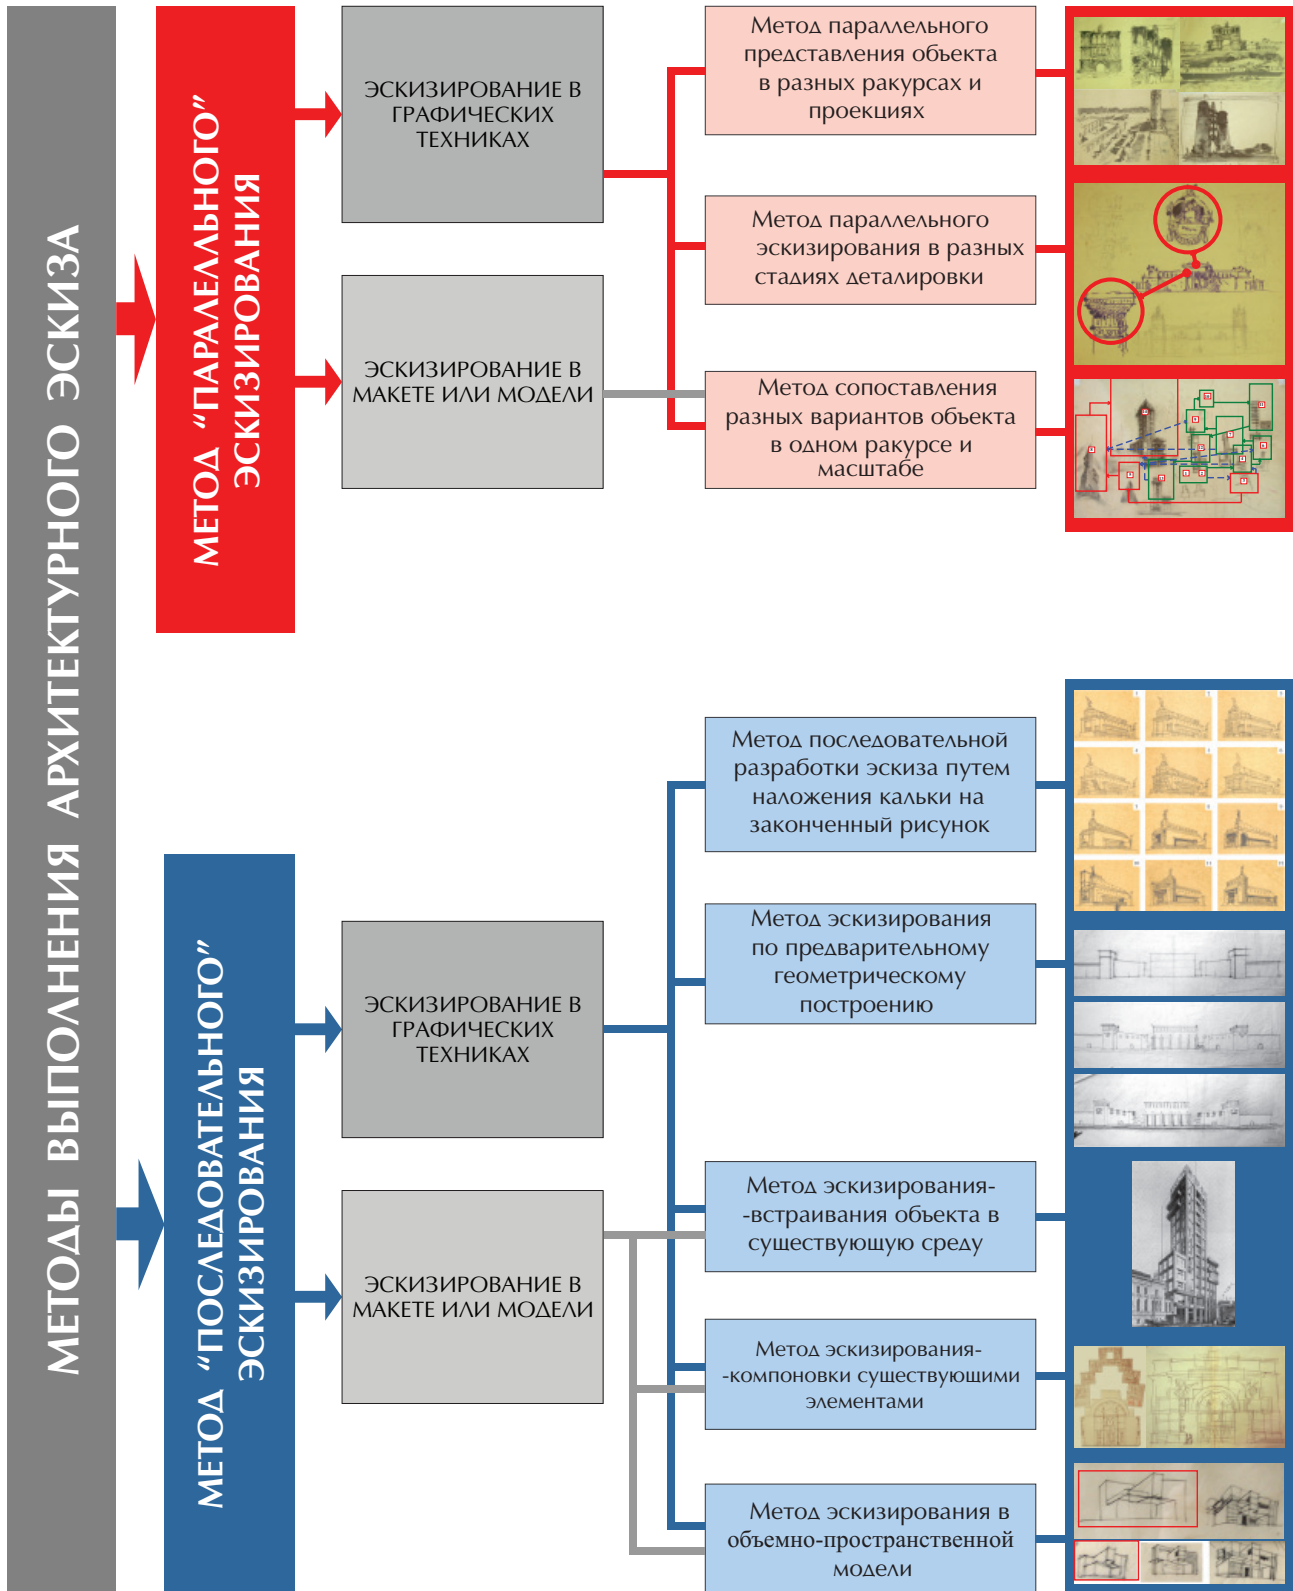 МЕТОДЫ ВЫПОЛНЕНИЯ АРХИТЕКТУРНОГО ЭСКИЗА
МЕТОД “ПАРАЛЕЛЬНОГО”
ЭСКИЗИРОВАНИЯ
ЭСКИЗИРОВАНИЕ В
ГРАФИЧЕСКИХ
ТЕХНИКАХ
ЭСКИЗИРОВАНИЕ В
МАКЕТЕ ИЛИ МОДЕЛИ
Метод параллельного
представления объекта
в разных ракурсах и
проекциях
Метод параллельного
эскизирования в разных
стадиях деталировки
Метод сопоставления
разных вариантов объекта
в одном ракурсе и
масштабе
МЕТОД “ПОСЛЕДОВАТЕЛЬНОГО”
ЭСКИЗИРОВАНИЯ
ЭСКИЗИРОВАНИЕ В
ГРАФИЧЕСКИХ
ТЕХНИКАХ
ЭСКИЗИРОВАНИЕ В
МАКЕТЕ ИЛИ МОДЕЛИ
Метод последовательной
разработки эскиза путем
наложения кальки на
законченный рисунок
Метод эскизирования
по предварительному
геометрическому
построению
Метод эскизирования-
-встраивания объекта в
существующую среду
Метод эскизирования-
-компоновки существующими
элементами
Метод эскизирования в
объемно-пространственной
модели